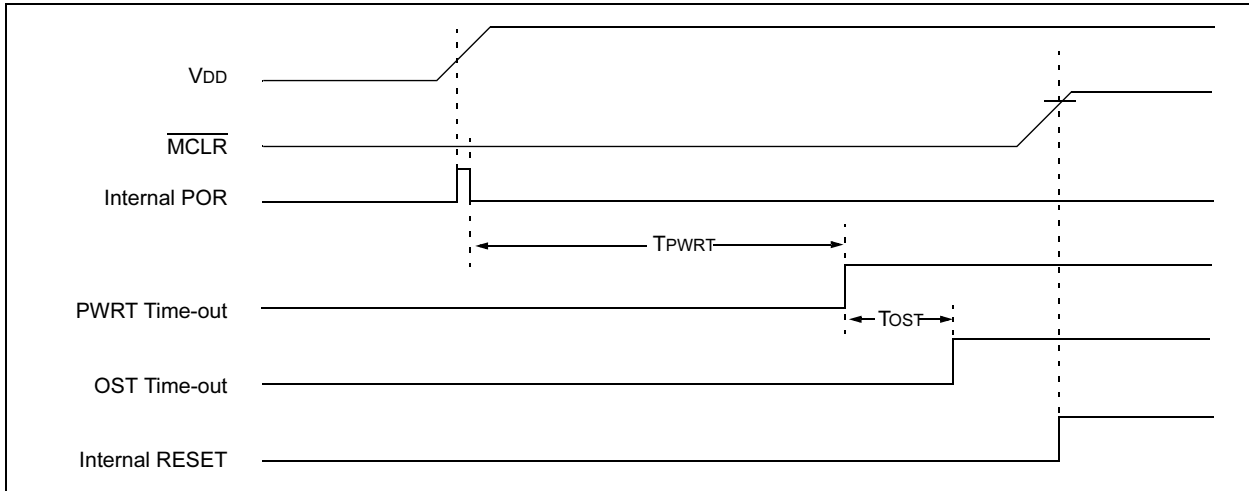 VDD
MCLR
Internal POR
TPWRT
PWRT Time-out
TOST
OST Time-out
Internal RESET